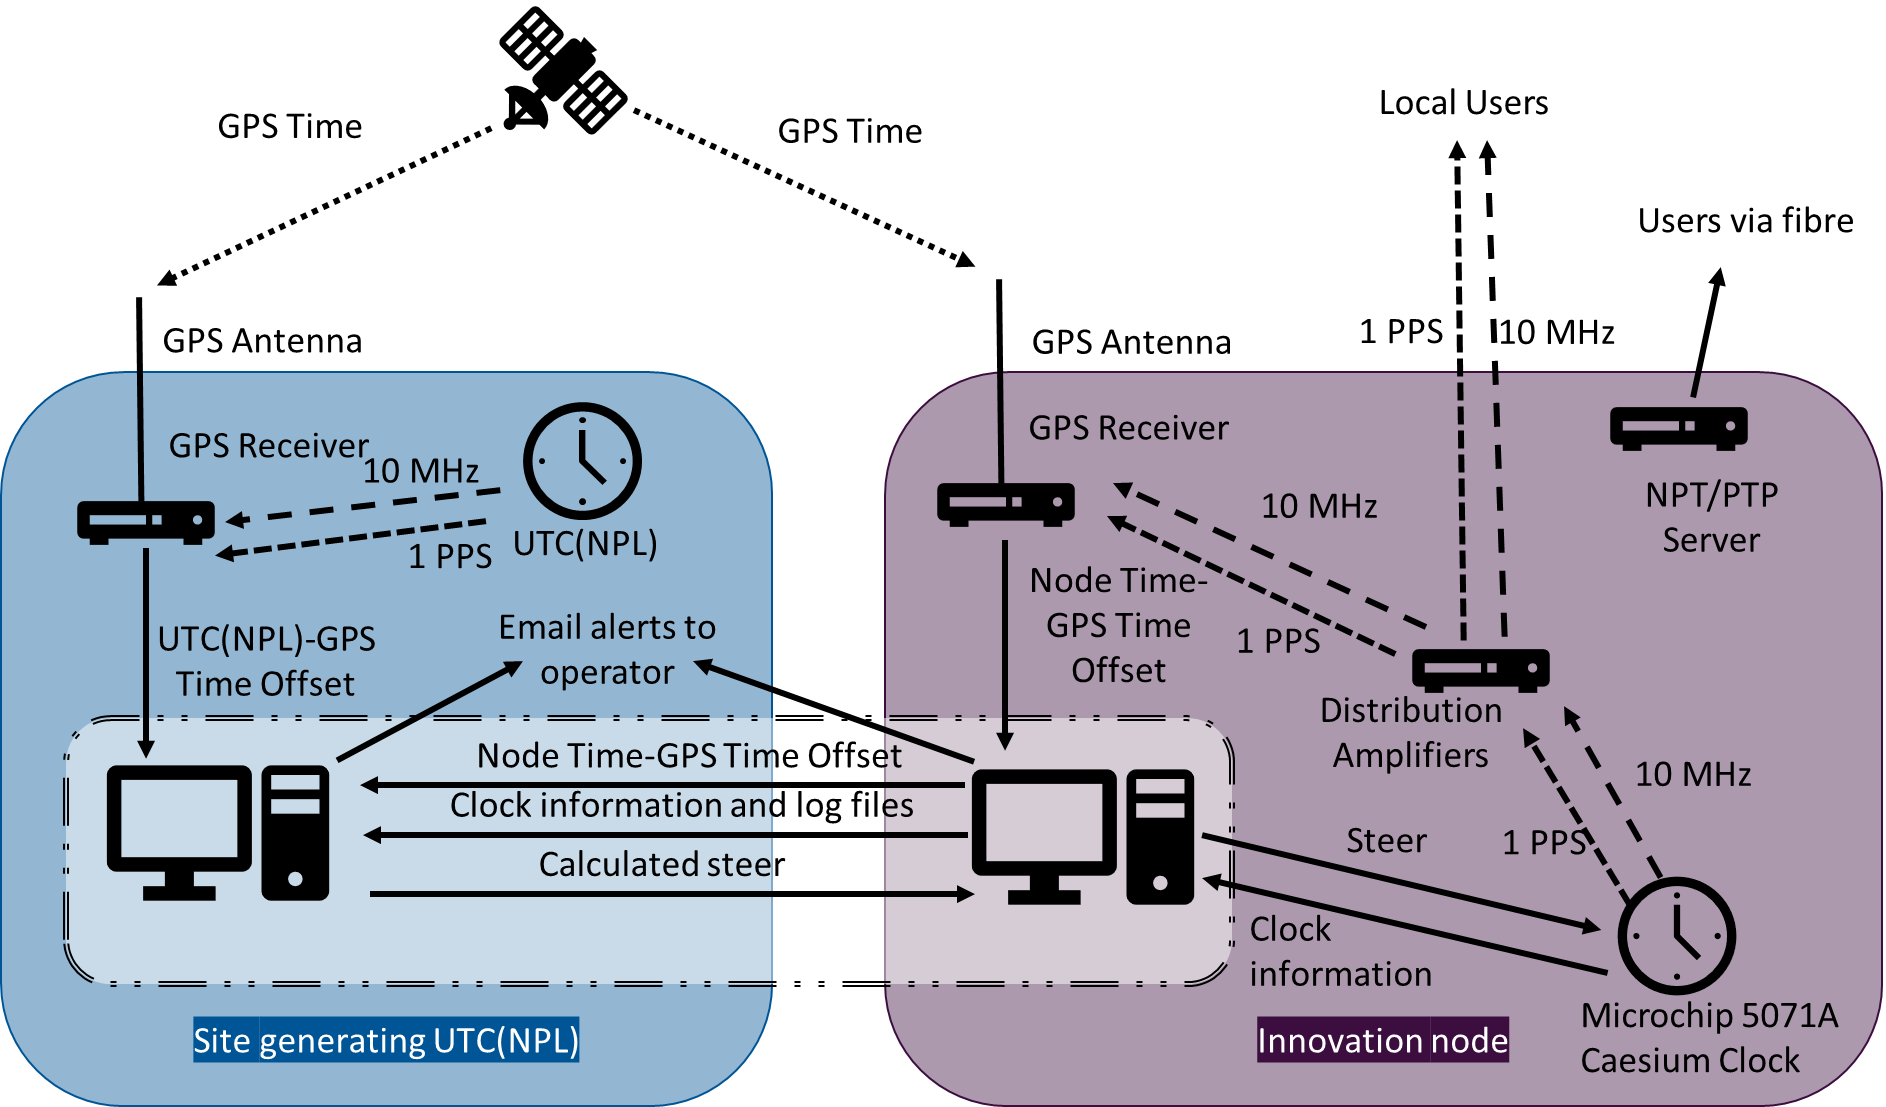 GPS Time
GPS Time
Local Users
Users via fibre
1 PPS
10 MHz
GPS Antenna
GPS Antenna
GPS Receiver
10 MHz
1 PPS
UTC(NPL)
GPS Receiver
10 MHz
1 PPS
NPT/PTP
Server
UTC(NPL)-GPS
Time Offset
Email alerts to
operator
Node Time-
GPS Time
Offset
Distribution
Amplifiers
10 MHz
1 PPS
Node Time-GPS Time Offset
Clock information and log files
Calculated steer
Steer
Clock
information
Microchip 5071A
Caesium Clock
Site generating UTC(NPL)
Innovation node